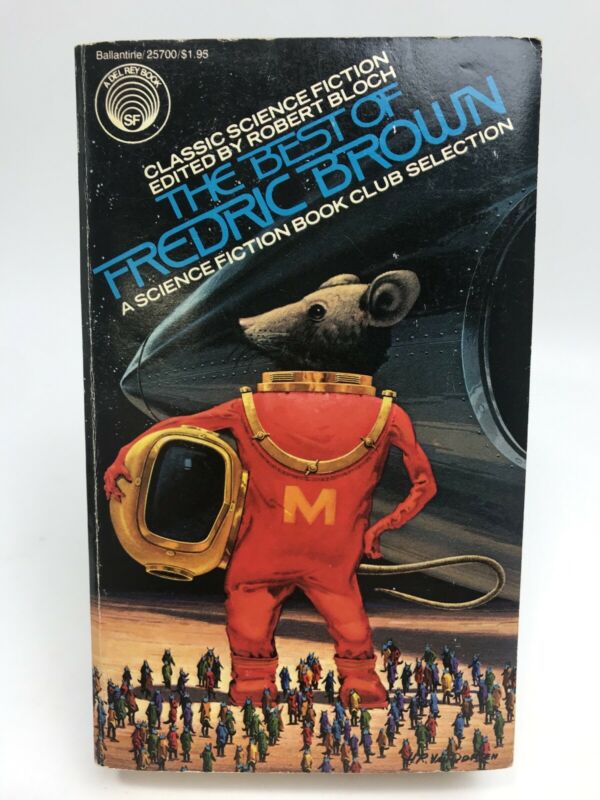 Ballantine/25700/$1.95
A DEL REY BOOK
SF
CLASSIC SCIENCE FICTION
EDITED BY ROBERT BLOCH
THE BEST OF
FREDRIC BROWN
A SCIENCE FICTION BOOK CLUB SELECTION
M